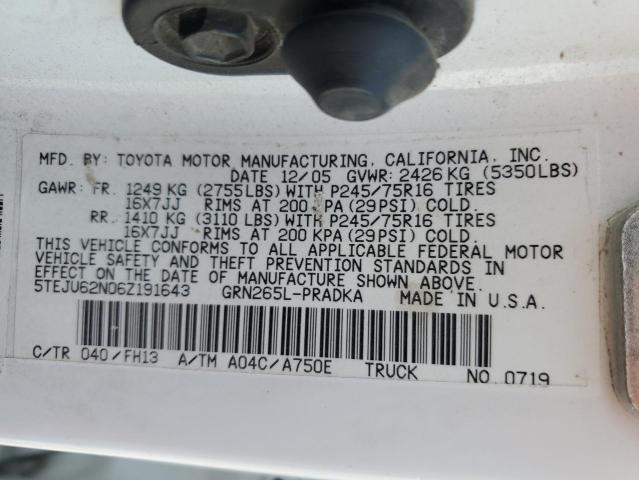 MFD. BY: TOYOTA MOTOR MANUFACTURING, CALIFORNIA, INC.
DATE 12/05 GVWR: 2426 KG (5350LBS)
GAWR: FR. 1249 KG (2755LBS) WITH P245/75R16 TIRES
16X7JJ RIMS AT 200 KPA (29PSI) COLD.
RR. 1410 KG (3110 LBS) WITH P245/75R16 TIRES
16X7JJ RIMS AT 200 KPA (29PSI) COLD.
THIS VEHICLE CONFORMS TO ALL APPLICABLE FEDERAL MOTOR
VEHICLE SAFETY AND THEFT PREVENTION STANDARDS IN
EFFECT ON THE DATE OF MANUFACTURE SHOWN ABOVE.
5TEJU62N06Z191643 GRN265L-PRADKA MADE IN U.S.A
C/TR 040/FH13 A/TM A04C/A750E TRUCK NO. 0719